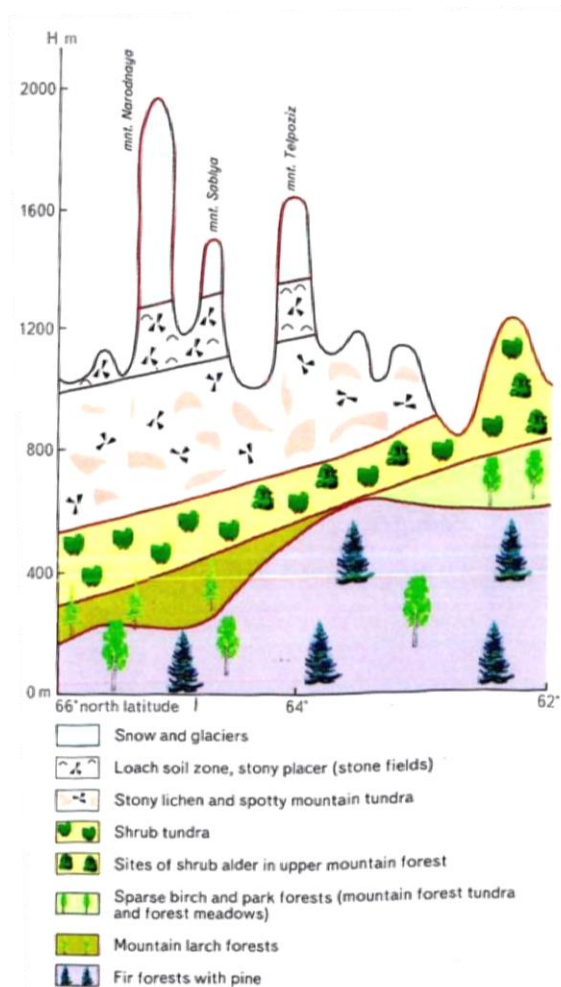 H m
2000
1600
1200
800
400
0 m
mnt. Narodnaya
mnt. Sablya
mnt. Telpoziz
66° north latitude
64°
62°
Snow and glaciers
Loach soil zone, stony placer (stone fields)
Stony lichen and spotty mountain tundra
Shrub tundra
Sites of shrub alder in upper mountain forest
Sparse birch and park forests (mountain forest tundra
and forest meadows)
Mountain larch forests
Fir forests with pine